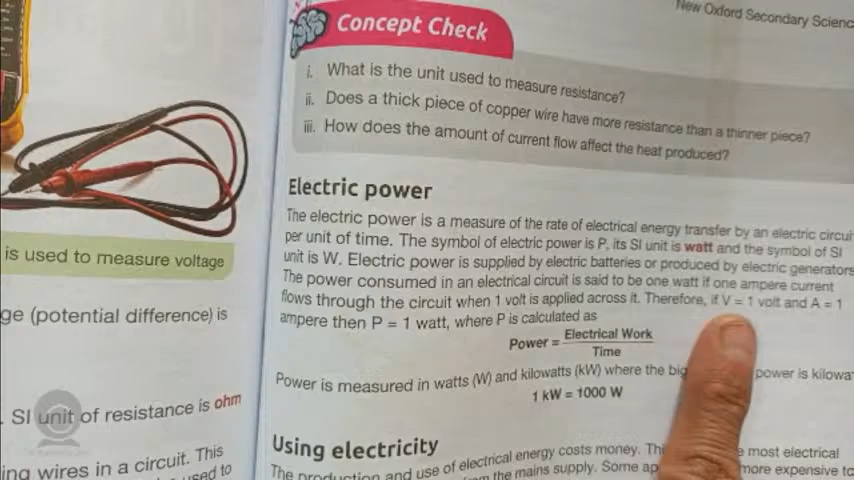 is used to measure voltage
ge (potential difference) is
. SI unit of resistance is ohm
ing wires in a circuit. This
used to
New Oxford Secondary Scienc
Concept Check
i. What is the unit used to measure resistance?
ii. Does a thick piece of copper wire have more resistance than a thinner piece?
iii. How does the amount of current flow affect the heat produced?
Electric power
The electric power is a measure of the rate of electrical energy transfer by an electric circui
per unit of time. The symbol of electric power is P, its SI unit is watt and the symbol of SI
unit is W. Electric power is supplied by electric batteries or produced by electric generators
The power consumed in an electrical circuit is said to be one watt if one ampere current
flows through the circuit when 1 volt is applied across it. Therefore, if V = 1 volt and A = 1
ampere then P = 1 watt, where P is calculated as
Power = Electrical Work
Time
Power is measured in watts (W) and kilowatts (kW) where the big power is kilowa
1 kW = 1000 W
Using electricity
The production and use of electrical energy costs money. Thi e most electrical
from the mains supply. Some ap more expensive to